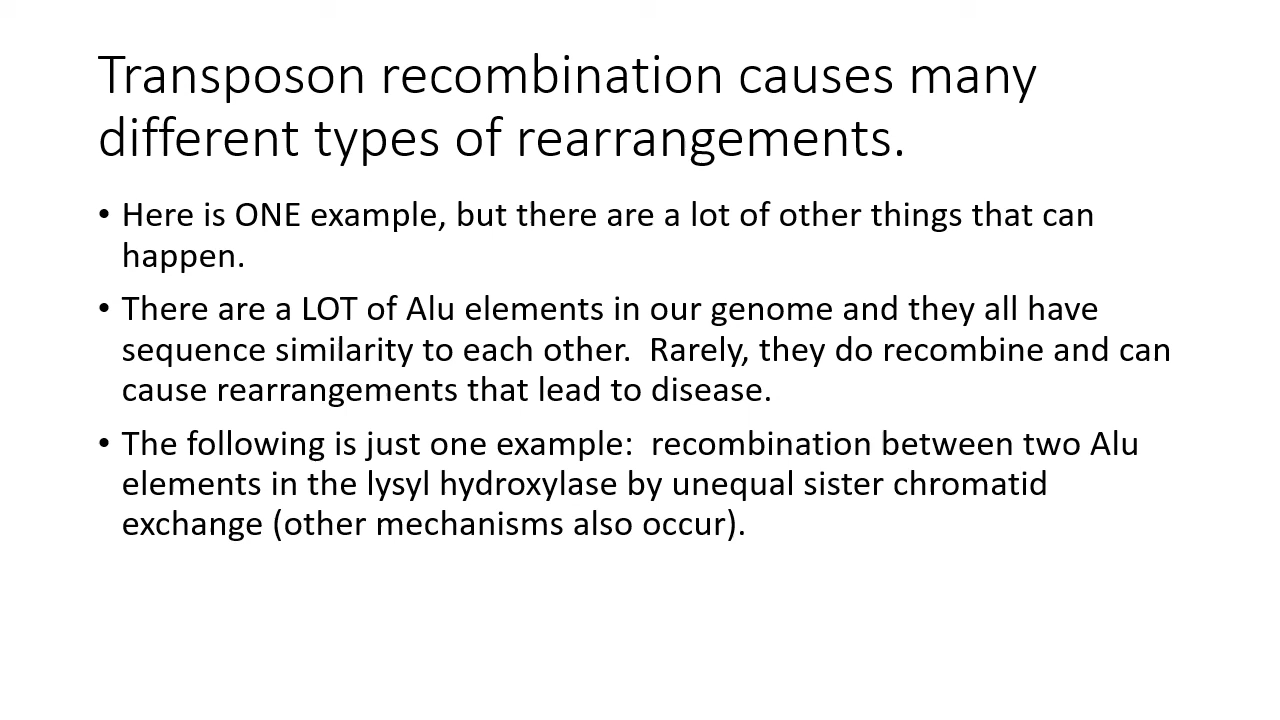 Transposon recombination causes many
different types of rearrangements.
• Here is ONE example, but there are a lot of other things that can
happen.
• There are a LOT of Alu elements in our genome and they all have
sequence similarity to each other.  Rarely, they do recombine and can
cause rearrangements that lead to disease.
• The following is just one example:  recombination between two Alu
elements in the lysyl hydroxylase by unequal sister chromatid
exchange (other mechanisms also occur).